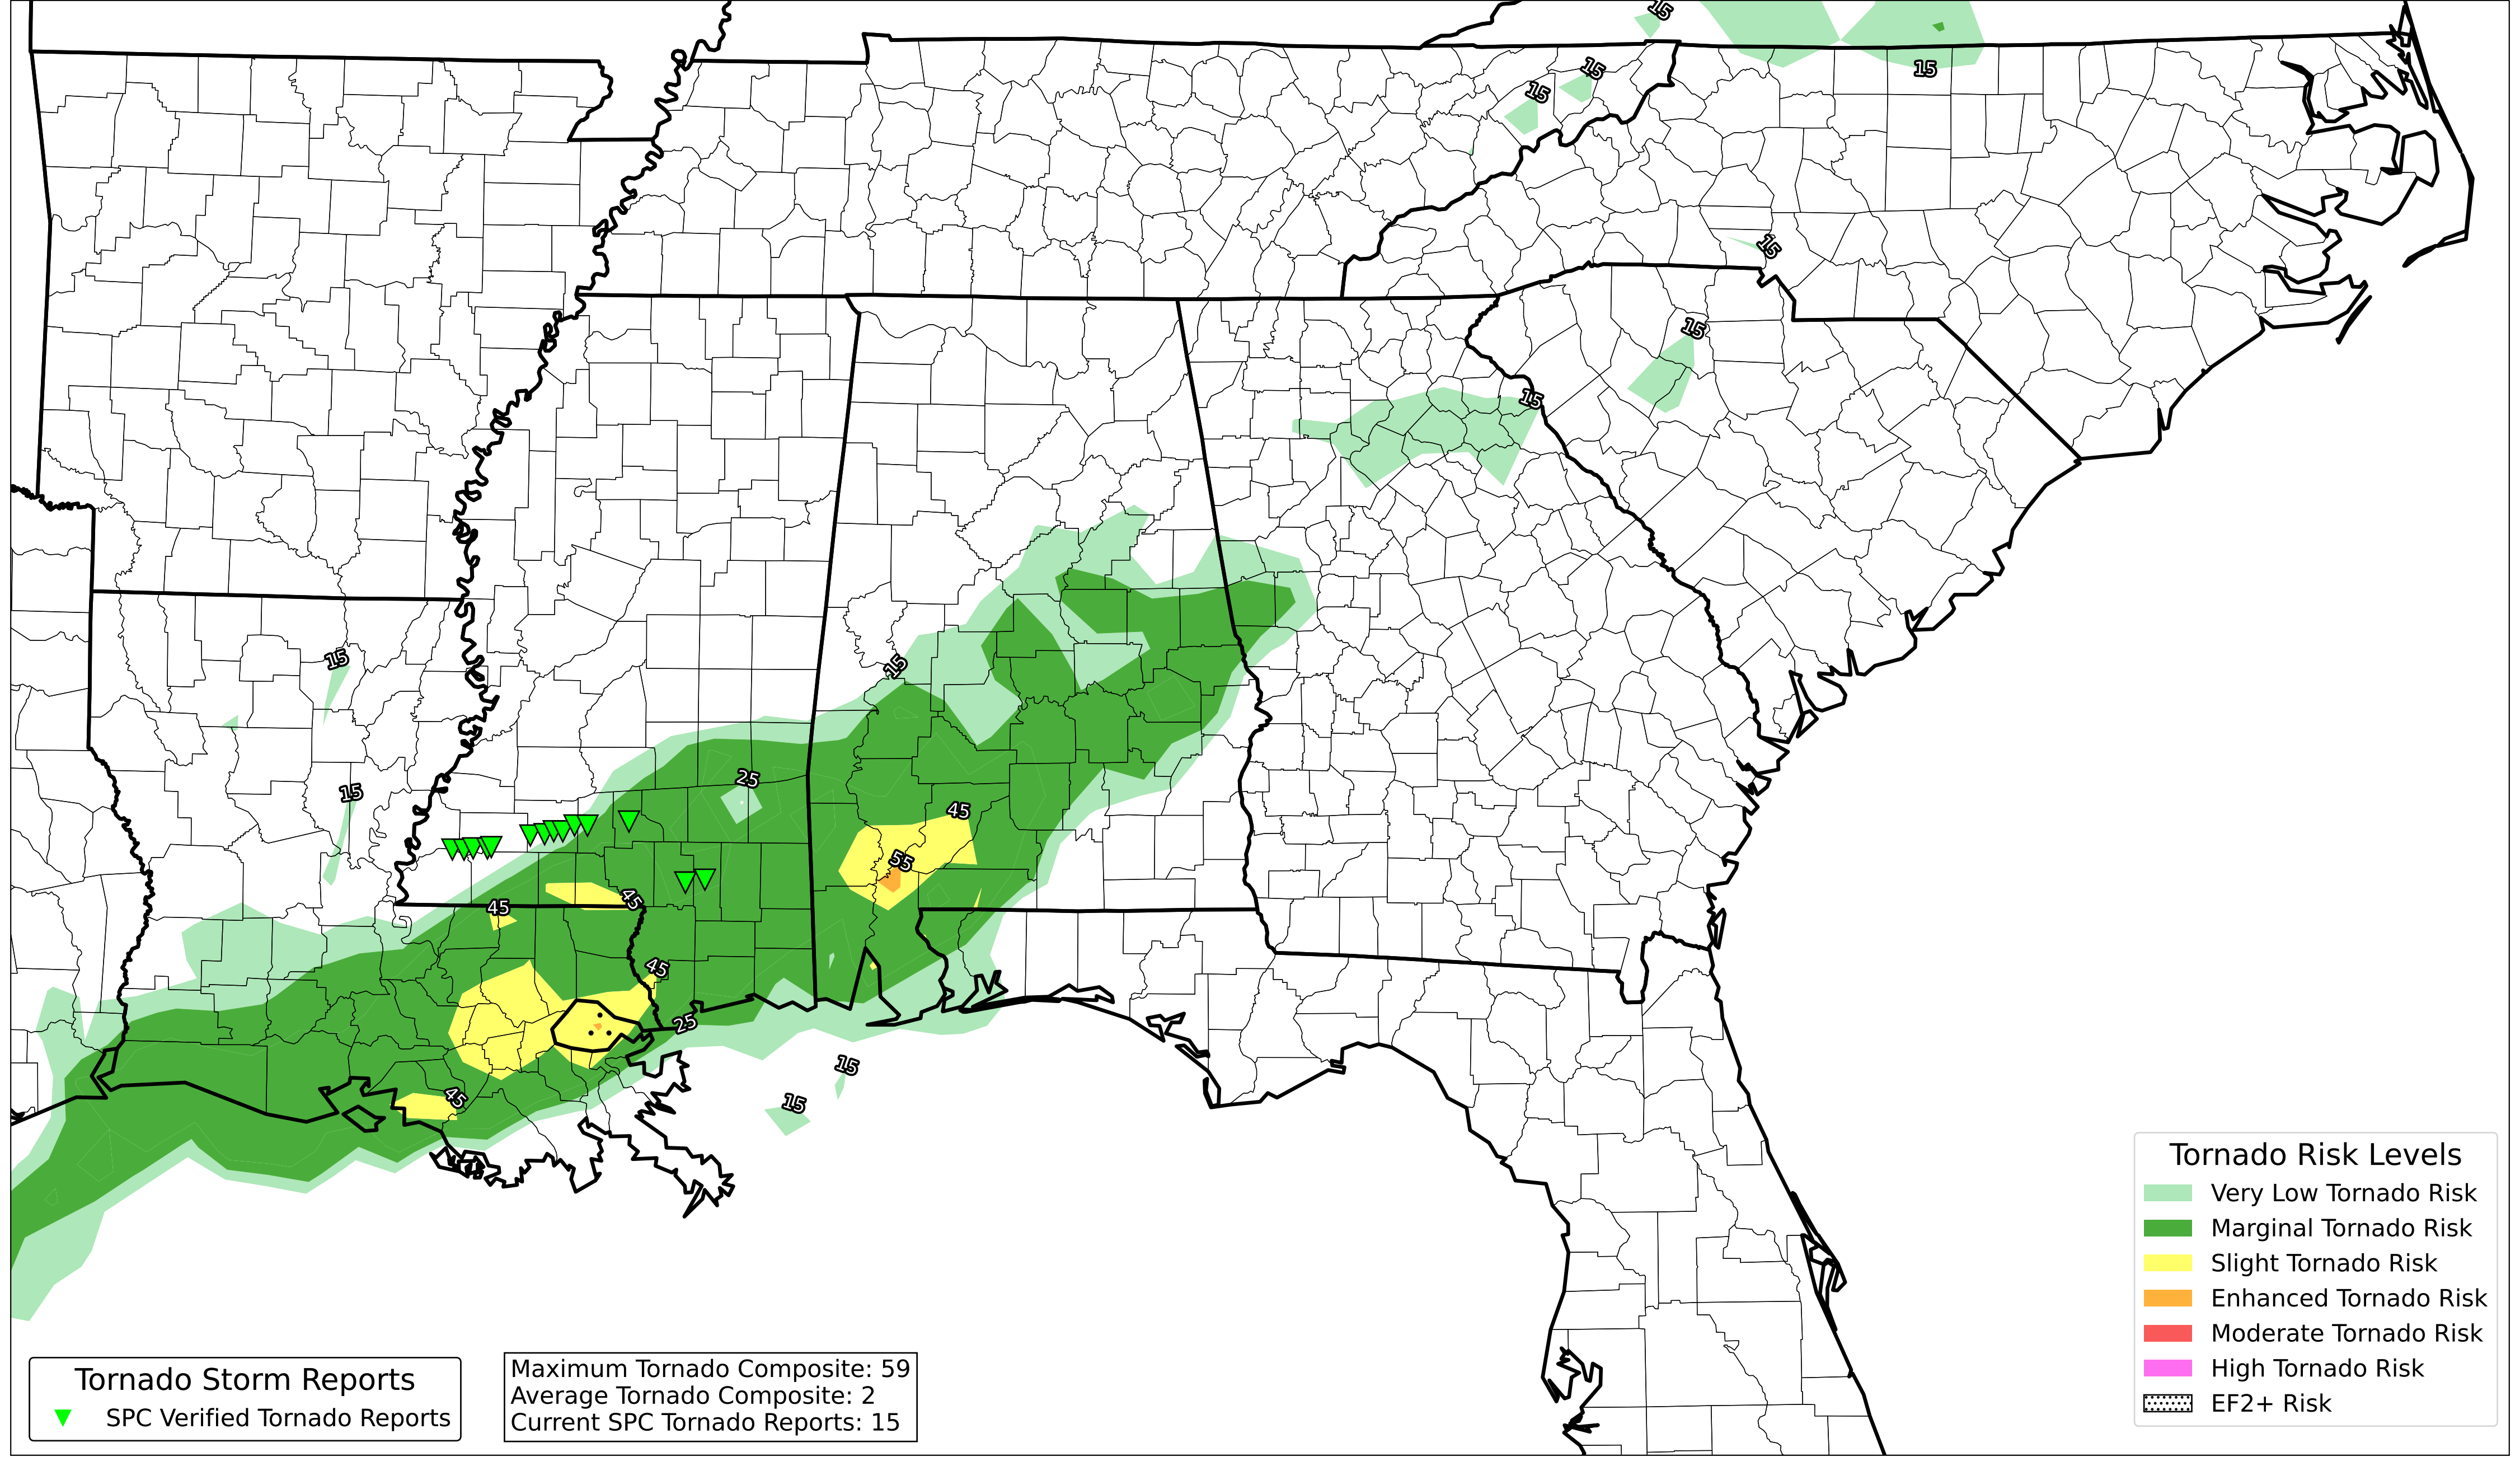 15
15
15
15
15
15
15
15
15
15
25
15
45
55
45
45
45
25
15
45
15
Tornado Risk Levels
Very Low Tornado Risk
Marginal Tornado Risk
Slight Tornado Risk
Enhanced Tornado Risk
Moderate Tornado Risk
High Tornado Risk
EF2+ Risk
Tornado Storm Reports
SPC Verified Tornado Reports
Maximum Tornado Composite: 59
Average Tornado Composite: 2
Current SPC Tornado Reports: 15